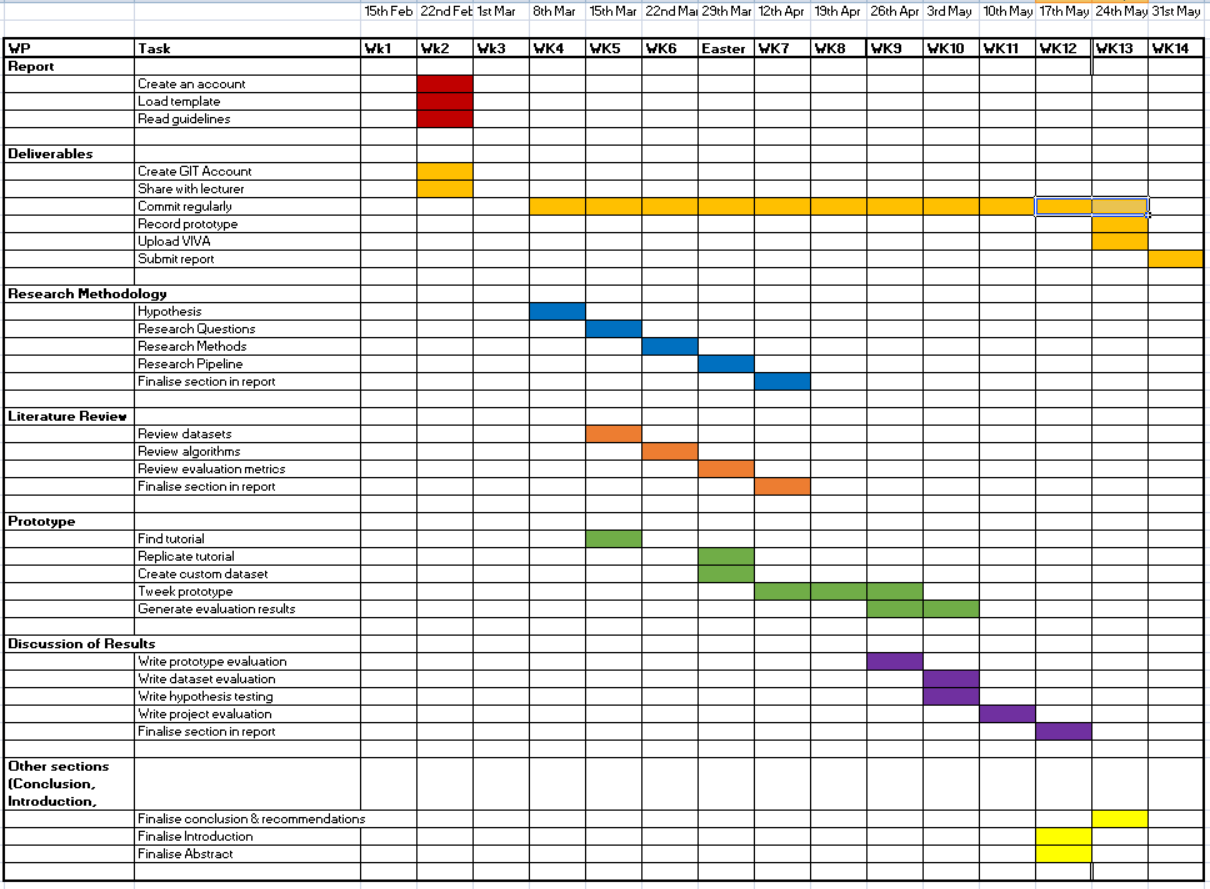 15th Feb 22nd Feb 1st Mar 8th Mar 15th Mar 22nd Mar 29th Mar 12th Apr 19th Apr 26th Apr 3rd May 10th May 17th May 24th May 31st May
WP Task Wk1 Wk2 Wk3 WK4 WK5 WK6 Easter WK7 WK8 WK9 WK10 WK11 WK12 WK13 WK14
Report
Create an account
Load template
Read guidelines
Deliverables
Create GIT Account
Share with lecturer
Commit regularly
Record prototype
Upload VIVA
Submit report
Research Methodology
Hypothesis
Research Questions
Research Methods
Research Pipeline
Finalise section in report
Literature Review
Review datasets
Review algorithms
Review evaluation metrics
Finalise section in report
Prototype
Find tutorial
Replicate tutorial
Create custom dataset
Tweek prototype
Generate evaluation results
Discussion of Results
Write prototype evaluation
Write dataset evaluation
Write hypothesis testing
Write project evaluation
Finalise section in report
Other sections
(Conclusion,
Introduction,
Finalise conclusion & recommendations
Finalise Introduction
Finalise Abstract